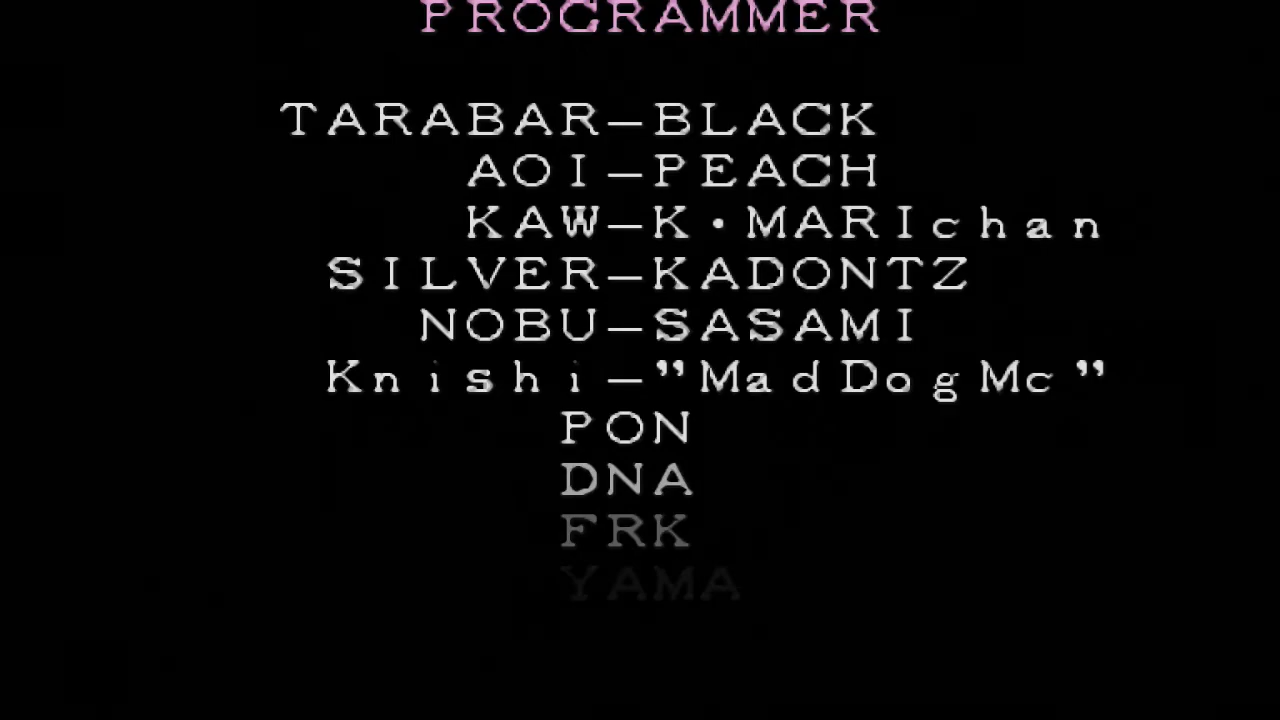 PROGRAMMER
TARABAR-BLACK
AOI-PEACH
KAW-K・MARIchan
SILVER-KADONTZ
NOBU-SASAMI
Knishi-"MadDogMc"
PON
DNA
FRK
YAMA